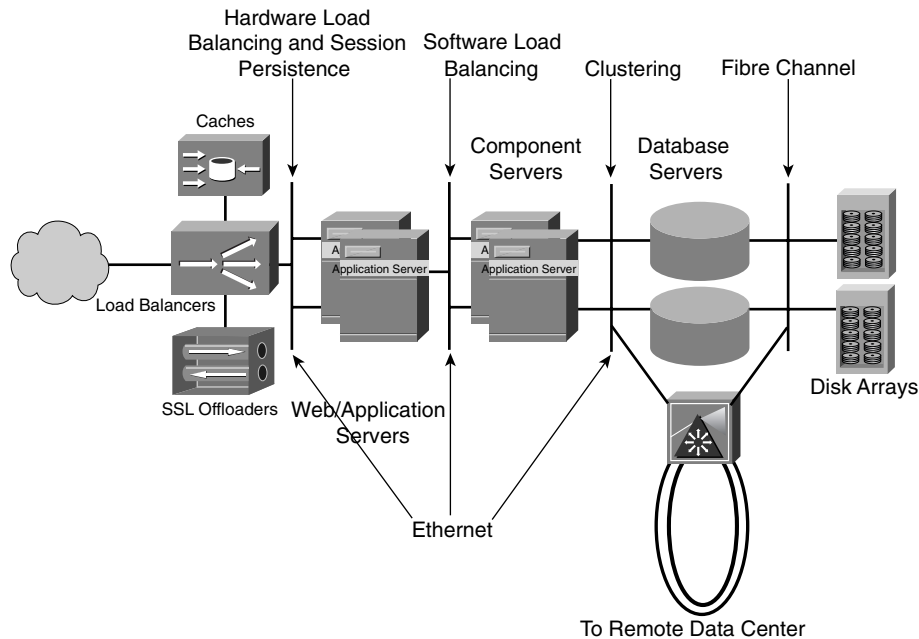 Hardware Load
Balancing and Session
Persistence
Software Load
Balancing
Clustering
Fibre Channel
Caches
Component
Servers
Database
Servers
A
Application Server
A
Application Server
Load Balancers
SSL Offloaders
Web/Application
Servers
Disk Arrays
Ethernet
To Remote Data Center